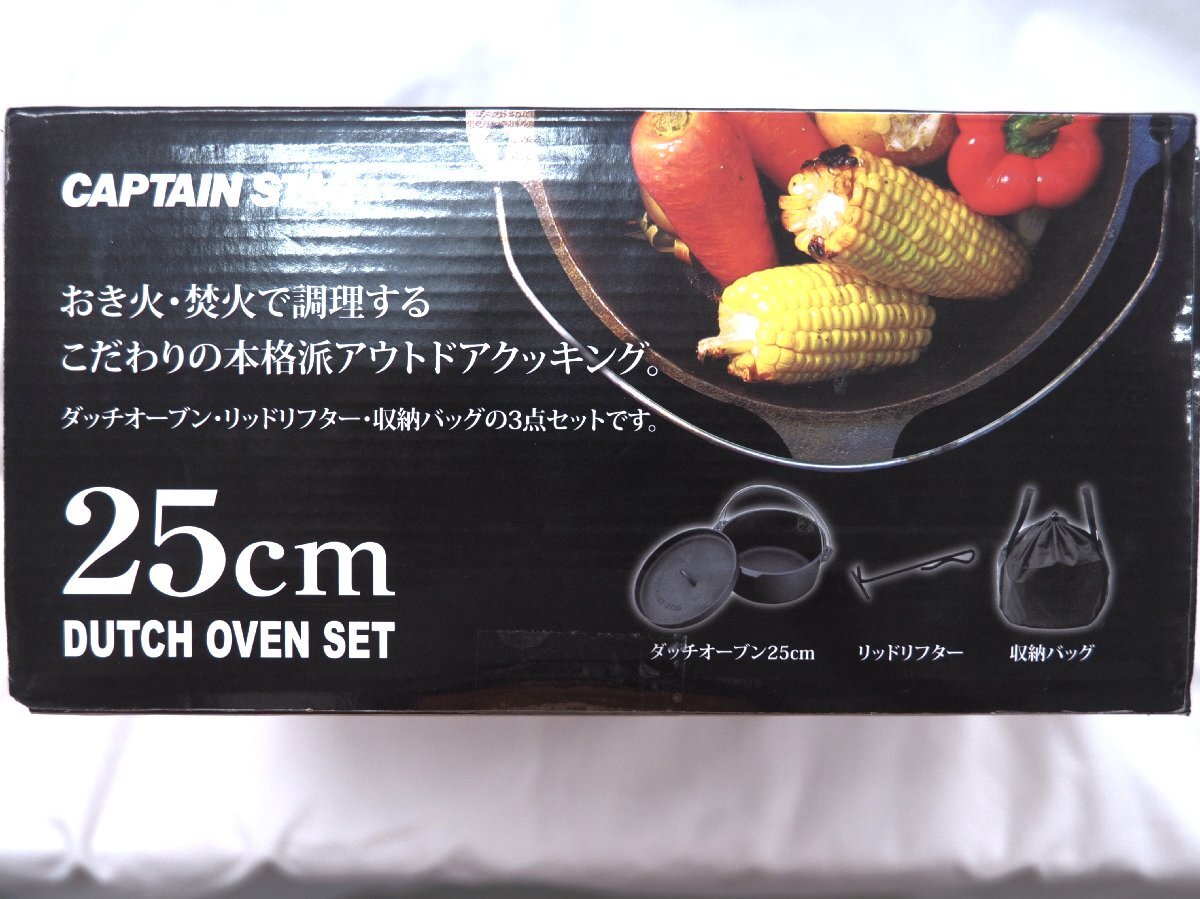 CAPTAIN
おき火・焚火で調理する
こだわりの本格派アウトドアクッキング。
ダッチオーブン・リッドリフター・収納バッグの3点セットです。
25cm
DUTCH OVEN SET
ダッチオーブン25cm
リッドリフター
収納バッグ